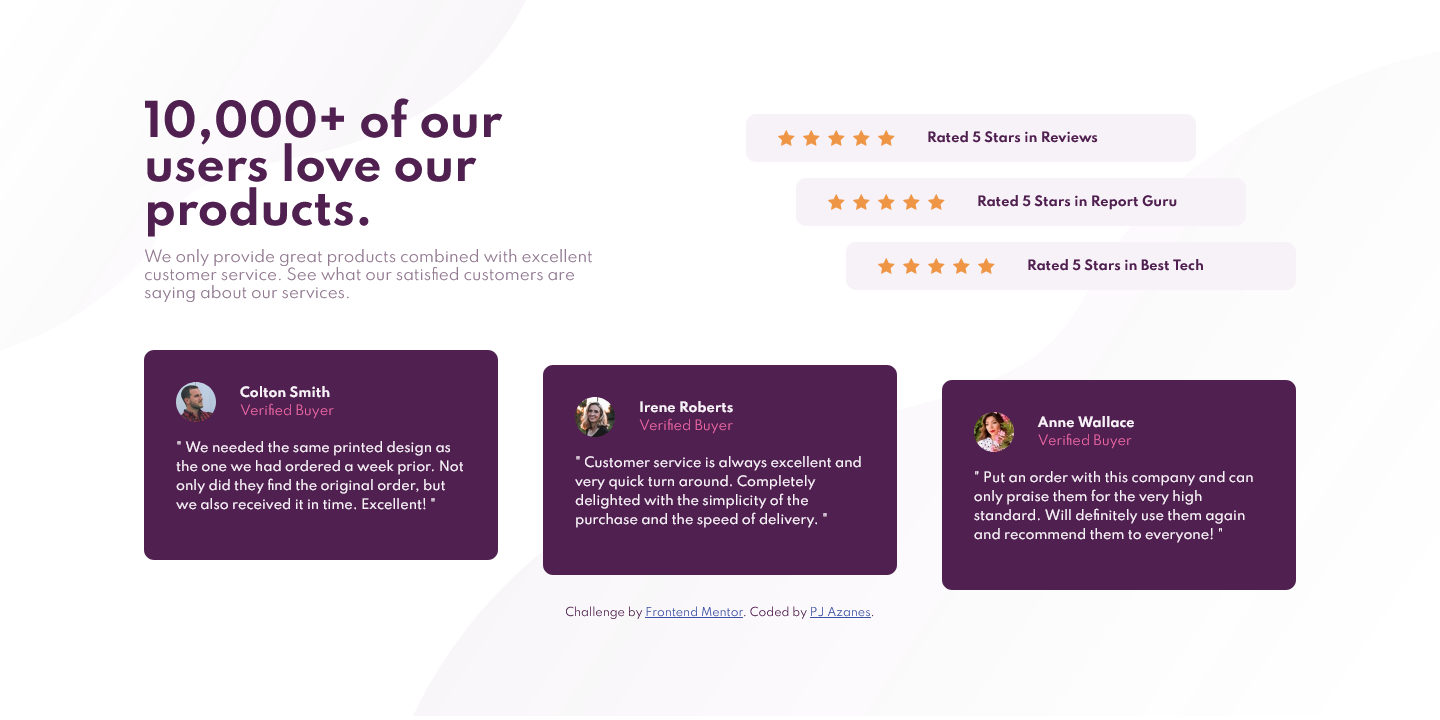 10,000+ of our
users love our
products.
We only provide great products combined with excellent
customer service. See what our satisfied customers are
saying about our services.
Rated 5 Stars in Reviews
Rated 5 Stars in Report Guru
Rated 5 Stars in Best Tech
Colton Smith
Verified Buyer
" We needed the same printed design as
the one we had ordered a week prior. Not
only did they find the original order, but
we also received it in time. Excellent! "
Irene Roberts
Verified Buyer
" Customer service is always excellent and
very quick turn around. Completely
delighted with the simplicity of the
purchase and the speed of delivery. "
Anne Wallace
Verified Buyer
" Put an order with this company and can
only praise them for the very high
standard. Will definitely use them again
and recommend them to everyone! "
Challenge by Frontend Mentor. Coded by PJ Azanes.